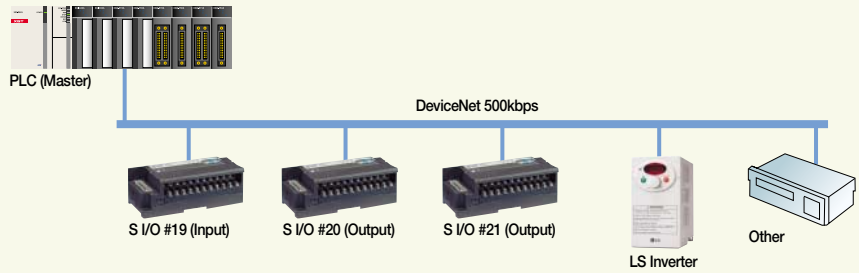 PLC (Master)
DeviceNet 500kbps
S I/O #19 (Input)
S I/O #20 (Output)
S I/O #21 (Output)
LS Inverter
Other